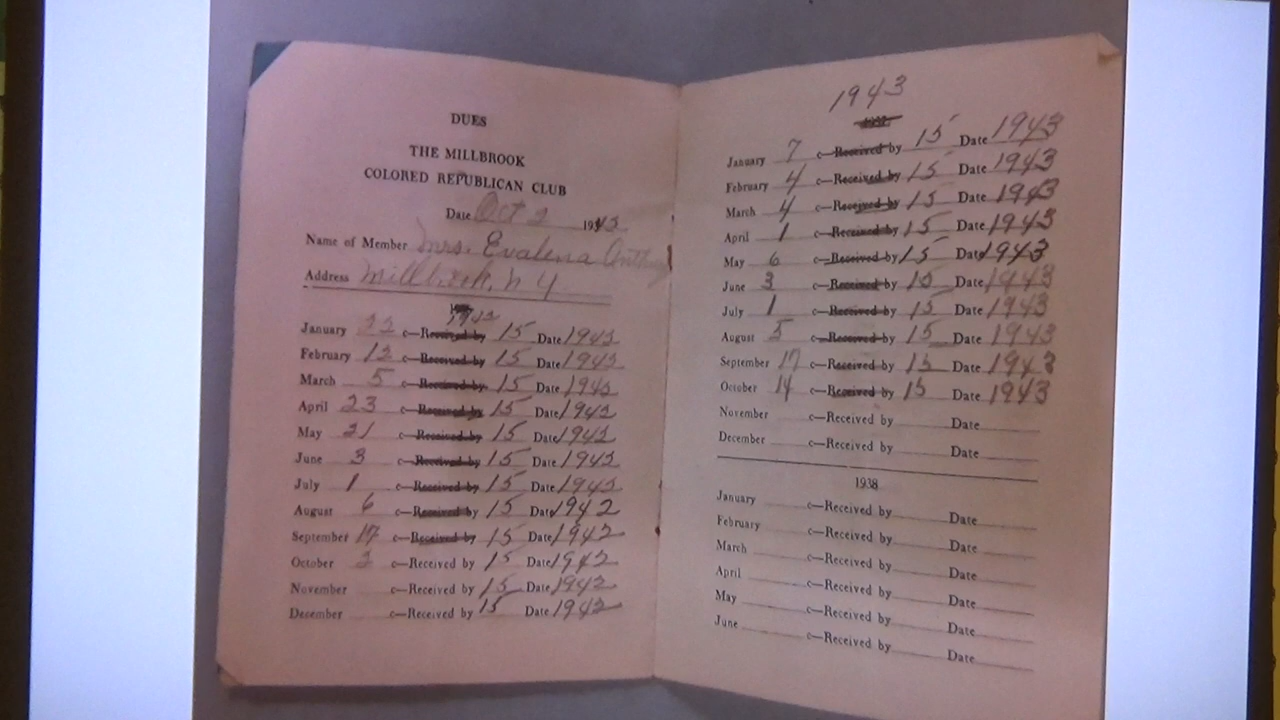 DUES
THE MILLBROOK
COLORED REPUBLICAN CLUB
Date Oct 2 1942
Name of Member Mrs. Evalena Anthony
Address Millbrook, N Y
1942
January 22 c—Received by 15 Date 1942
February 12 c—Received by 15 Date 1942
March 5 c—Received by 15 Date 1942
April 23 c—Received by 15 Date 1942
May 21 c—Received by 15 Date 1942
June 3 c—Received by 15 Date 1942
July 1 c—Received by 15 Date 1942
August 6 c—Received by 15 Date 1942
September 17 c—Received by 15 Date 1942
October 2 c—Received by 15 Date 1942
November c—Received by 15 Date 1942
December c—Received by 15 Date 1942
1943
January 7 c—Received by 15 Date 1943
February 4 c—Received by 15 Date 1943
March 4 c—Received by 15 Date 1943
April 1 c—Received by 15 Date 1943
May 6 c—Received by 15 Date 1943
June 3 c—Received by 15 Date 1943
July 1 c—Received by 15 Date 1943
August 5 c—Received by 15 Date 1943
September 17 c—Received by 15 Date 1943
October 14 c—Received by 15 Date 1943
November c—Received by Date
December c—Received by Date
1938
January c—Received by Date
February c—Received by Date
March c—Received by Date
April c—Received by Date
May c—Received by Date
June c—Received by Date